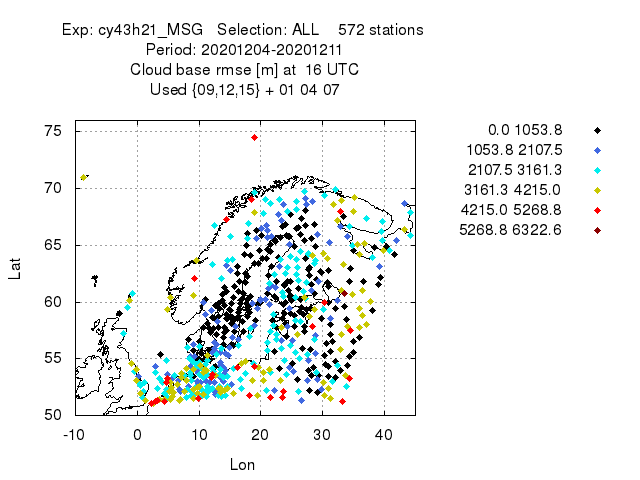 Exp: cy43h21_MSG   Selection: ALL    572 stations
Period: 20201204-20201211
Cloud base rmse [m] at  16 UTC
Used {09,12,15} + 01 04 07
0.0 1053.8
1053.8 2107.5
2107.5 3161.3
3161.3 4215.0
4215.0 5268.8
5268.8 6322.6
75
70
65
60
55
50
Lat
-10 0 10 20 30 40
Lon